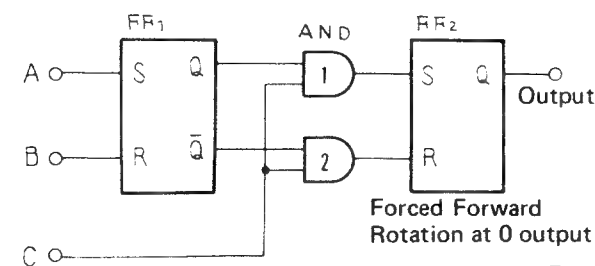 FF1
AND
FF2
A
S
Q
1
S
Q
Output
B
R
Q̅
2
R
Forced Forward
Rotation at 0 output
C